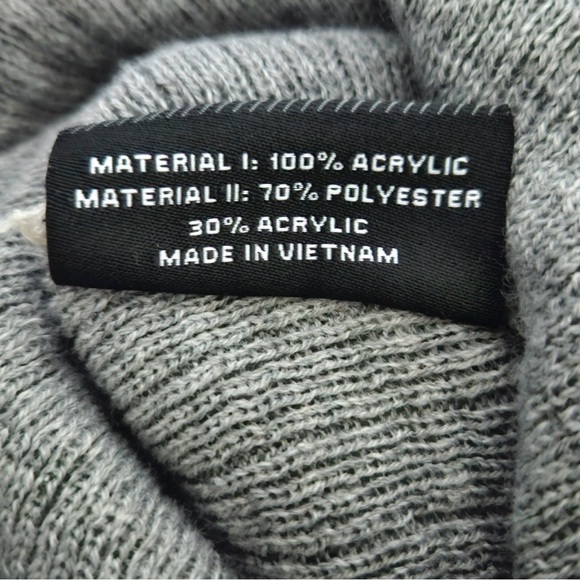 MATERIAL I: 100% ACRYLIC
MATERIAL II: 70% POLYESTER
30% ACRYLIC
MADE IN VIETNAM